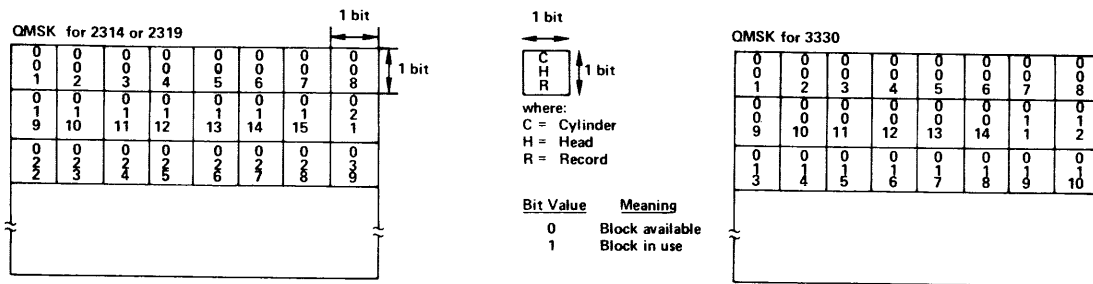 1 bit
QMSK for 2314 or 2319
0 0 0 0 0 0 0 0
0 0 0 0 0 0 0 0
1 2 3 4 5 6 7 8
1 bit
0 0 0 0 0 0 0 0
1 1 1 1 1 1 1 2
9 10 11 12 13 14 15 1
0 0 0 0 0 0 0 0
2 2 2 2 2 2 2 3
2 3 4 5 6 7 8 9
1 bit
C
H
R
1 bit
where:
C = Cylinder
H = Head
R = Record
Bit Value Meaning
0 Block available
1 Block in use
QMSK for 3330
0 0 0 0 0 0 0 0
0 0 0 0 0 0 0 0
1 2 3 4 5 6 7 8
0 0 0 0 0 0 0 0
0 0 0 0 0 0 1 1
9 10 11 12 13 14 1 2
0 0 0 0 0 0 0 0
1 1 1 1 1 1 1 1
3 4 5 6 7 8 9 10